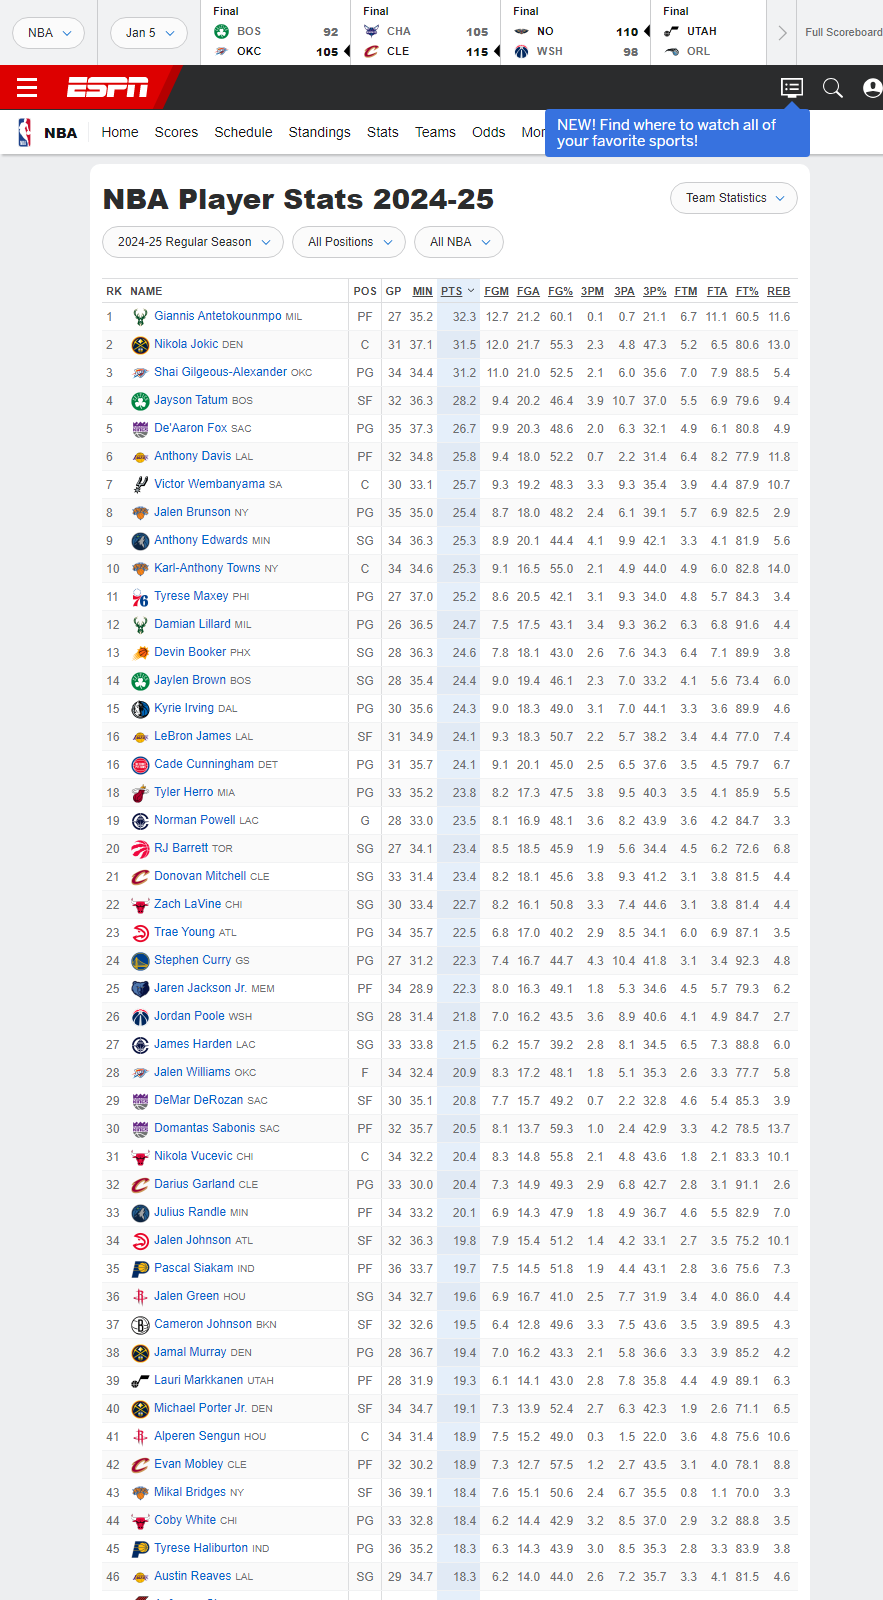 NBA
Jan 5
Final
BOS 92
OKC 105
Final
CHA 105
CLE 115
Final
NO 110
WSH 98
Final
UTAH
ORL
Full Scoreboard
ESPN
NBA Home Scores Schedule Standings Stats Teams Odds Mor
NEW! Find where to watch all of
your favorite sports!
NBA Player Stats 2024-25
Team Statistics
2024-25 Regular Season All Positions All NBA
RK NAME POS GP MIN PTS FGM FGA FG% 3PM 3PA 3P% FTM FTA FT% REB
1 Giannis Antetokounmpo MIL PF 27 35.2 32.3 12.7 21.2 60.1 0.1 0.7 21.1 6.7 11.1 60.5 11.6
2 Nikola Jokic DEN C 31 37.1 31.5 12.0 21.7 55.3 2.3 4.8 47.3 5.2 6.5 80.6 13.0
3 Shai Gilgeous-Alexander OKC PG 34 34.4 31.2 11.0 21.0 52.5 2.1 6.0 35.6 7.0 7.9 88.5 5.4
4 Jayson Tatum BOS SF 32 36.3 28.2 9.4 20.2 46.4 3.9 10.7 37.0 5.5 6.9 79.6 9.4
5 De'Aaron Fox SAC PG 35 37.3 26.7 9.9 20.3 48.6 2.0 6.3 32.1 4.9 6.1 80.8 4.9
6 Anthony Davis LAL PF 32 34.8 25.8 9.4 18.0 52.2 0.7 2.2 31.4 6.4 8.2 77.9 11.8
7 Victor Wembanyama SA C 30 33.1 25.7 9.3 19.2 48.3 3.3 9.3 35.4 3.9 4.4 87.9 10.7
8 Jalen Brunson NY PG 35 35.0 25.4 8.7 18.0 48.2 2.4 6.1 39.1 5.7 6.9 82.5 2.9
9 Anthony Edwards MIN SG 34 36.3 25.3 8.9 20.1 44.4 4.1 9.9 42.1 3.3 4.1 81.9 5.6
10 Karl-Anthony Towns NY C 34 34.6 25.3 9.1 16.5 55.0 2.1 4.9 44.0 4.9 6.0 82.8 14.0
11 Tyrese Maxey PHI PG 27 37.0 25.2 8.6 20.5 42.1 3.1 9.3 34.0 4.8 5.7 84.3 3.4
12 Damian Lillard MIL PG 26 36.5 24.7 7.5 17.5 43.1 3.4 9.3 36.2 6.3 6.8 91.6 4.4
13 Devin Booker PHX SG 28 36.3 24.6 7.8 18.1 43.0 2.6 7.6 34.3 6.4 7.1 89.9 3.8
14 Jaylen Brown BOS SG 28 35.4 24.4 9.0 19.4 46.1 2.3 7.0 33.2 4.1 5.6 73.4 6.0
15 Kyrie Irving DAL PG 30 35.6 24.3 9.0 18.3 49.0 3.1 7.0 44.1 3.3 3.6 89.9 4.6
16 LeBron James LAL SF 31 34.9 24.1 9.3 18.3 50.7 2.2 5.7 38.2 3.4 4.4 77.0 7.4
16 Cade Cunningham DET PG 31 35.7 24.1 9.1 20.1 45.0 2.5 6.5 37.6 3.5 4.5 79.7 6.7
18 Tyler Herro MIA PG 33 35.2 23.8 8.2 17.3 47.5 3.8 9.5 40.3 3.5 4.1 85.9 5.5
19 Norman Powell LAC G 28 33.0 23.5 8.1 16.9 48.1 3.6 8.2 43.9 3.6 4.2 84.7 3.3
20 RJ Barrett TOR SG 27 34.1 23.4 8.5 18.5 45.9 1.9 5.6 34.4 4.5 6.2 72.6 6.8
21 Donovan Mitchell CLE SG 33 31.4 23.4 8.2 18.1 45.6 3.8 9.3 41.2 3.1 3.8 81.5 4.4
22 Zach LaVine CHI SG 30 33.4 22.7 8.2 16.1 50.8 3.3 7.4 44.6 3.1 3.8 81.4 4.4
23 Trae Young ATL PG 34 35.7 22.5 6.8 17.0 40.2 2.9 8.5 34.1 6.0 6.9 87.1 3.5
24 Stephen Curry GS PG 27 31.2 22.3 7.4 16.7 44.7 4.3 10.4 41.8 3.1 3.4 92.3 4.8
25 Jaren Jackson Jr. MEM PF 34 28.9 22.3 8.0 16.3 49.1 1.8 5.3 34.6 4.5 5.7 79.3 6.2
26 Jordan Poole WSH SG 28 31.4 21.8 7.0 16.2 43.5 3.6 8.9 40.6 4.1 4.9 84.7 2.7
27 James Harden LAC SG 33 33.8 21.5 6.2 15.7 39.2 2.8 8.1 34.5 6.5 7.3 88.8 6.0
28 Jalen Williams OKC F 34 32.4 20.9 8.3 17.2 48.1 1.8 5.1 35.3 2.6 3.3 77.7 5.8
29 DeMar DeRozan SAC SF 30 35.1 20.8 7.7 15.7 49.2 0.7 2.2 32.8 4.6 5.4 85.3 3.9
30 Domantas Sabonis SAC PF 32 35.7 20.5 8.1 13.7 59.3 1.0 2.4 42.9 3.3 4.2 78.5 13.7
31 Nikola Vucevic CHI C 34 32.2 20.4 8.3 14.8 55.8 2.1 4.8 43.6 1.8 2.1 83.3 10.1
32 Darius Garland CLE PG 33 30.0 20.4 7.3 14.9 49.3 2.9 6.8 42.7 2.8 3.1 91.1 2.6
33 Julius Randle MIN PF 34 33.2 20.1 6.9 14.3 47.9 1.8 4.9 36.7 4.6 5.5 82.9 7.0
34 Jalen Johnson ATL SF 32 36.3 19.8 7.9 15.4 51.2 1.4 4.2 33.1 2.7 3.5 75.2 10.1
35 Pascal Siakam IND PF 36 33.7 19.7 7.5 14.5 51.8 1.9 4.4 43.1 2.8 3.6 75.6 7.3
36 Jalen Green HOU SG 34 32.7 19.6 6.9 16.7 41.0 2.5 7.7 31.9 3.4 4.0 86.0 4.4
37 Cameron Johnson BKN SF 32 32.6 19.5 6.4 12.8 49.6 3.3 7.5 43.6 3.5 3.9 89.5 4.3
38 Jamal Murray DEN PG 28 36.7 19.4 7.0 16.2 43.3 2.1 5.8 36.6 3.3 3.9 85.2 4.2
39 Lauri Markkanen UTAH PF 28 31.9 19.3 6.1 14.1 43.0 2.8 7.8 35.8 4.4 4.9 89.1 6.3
40 Michael Porter Jr. DEN SF 34 34.7 19.1 7.3 13.9 52.4 2.7 6.3 42.3 1.9 2.6 71.1 6.5
41 Alperen Sengun HOU C 34 31.4 18.9 7.5 15.2 49.0 0.3 1.5 22.0 3.6 4.8 75.6 10.6
42 Evan Mobley CLE PF 32 30.2 18.9 7.3 12.7 57.5 1.2 2.7 43.5 3.1 4.0 78.1 8.8
43 Mikal Bridges NY SF 36 39.1 18.4 7.6 15.1 50.6 2.4 6.7 35.5 0.8 1.1 70.0 3.3
44 Coby White CHI PG 33 32.8 18.4 6.2 14.4 42.9 3.2 8.5 37.0 2.9 3.2 88.8 3.5
45 Tyrese Haliburton IND PG 36 35.2 18.3 6.3 14.3 43.9 3.0 8.5 35.3 2.8 3.3 83.9 3.8
46 Austin Reaves LAL SG 29 34.7 18.3 6.2 14.0 44.0 2.6 7.2 35.7 3.3 4.1 81.5 4.6